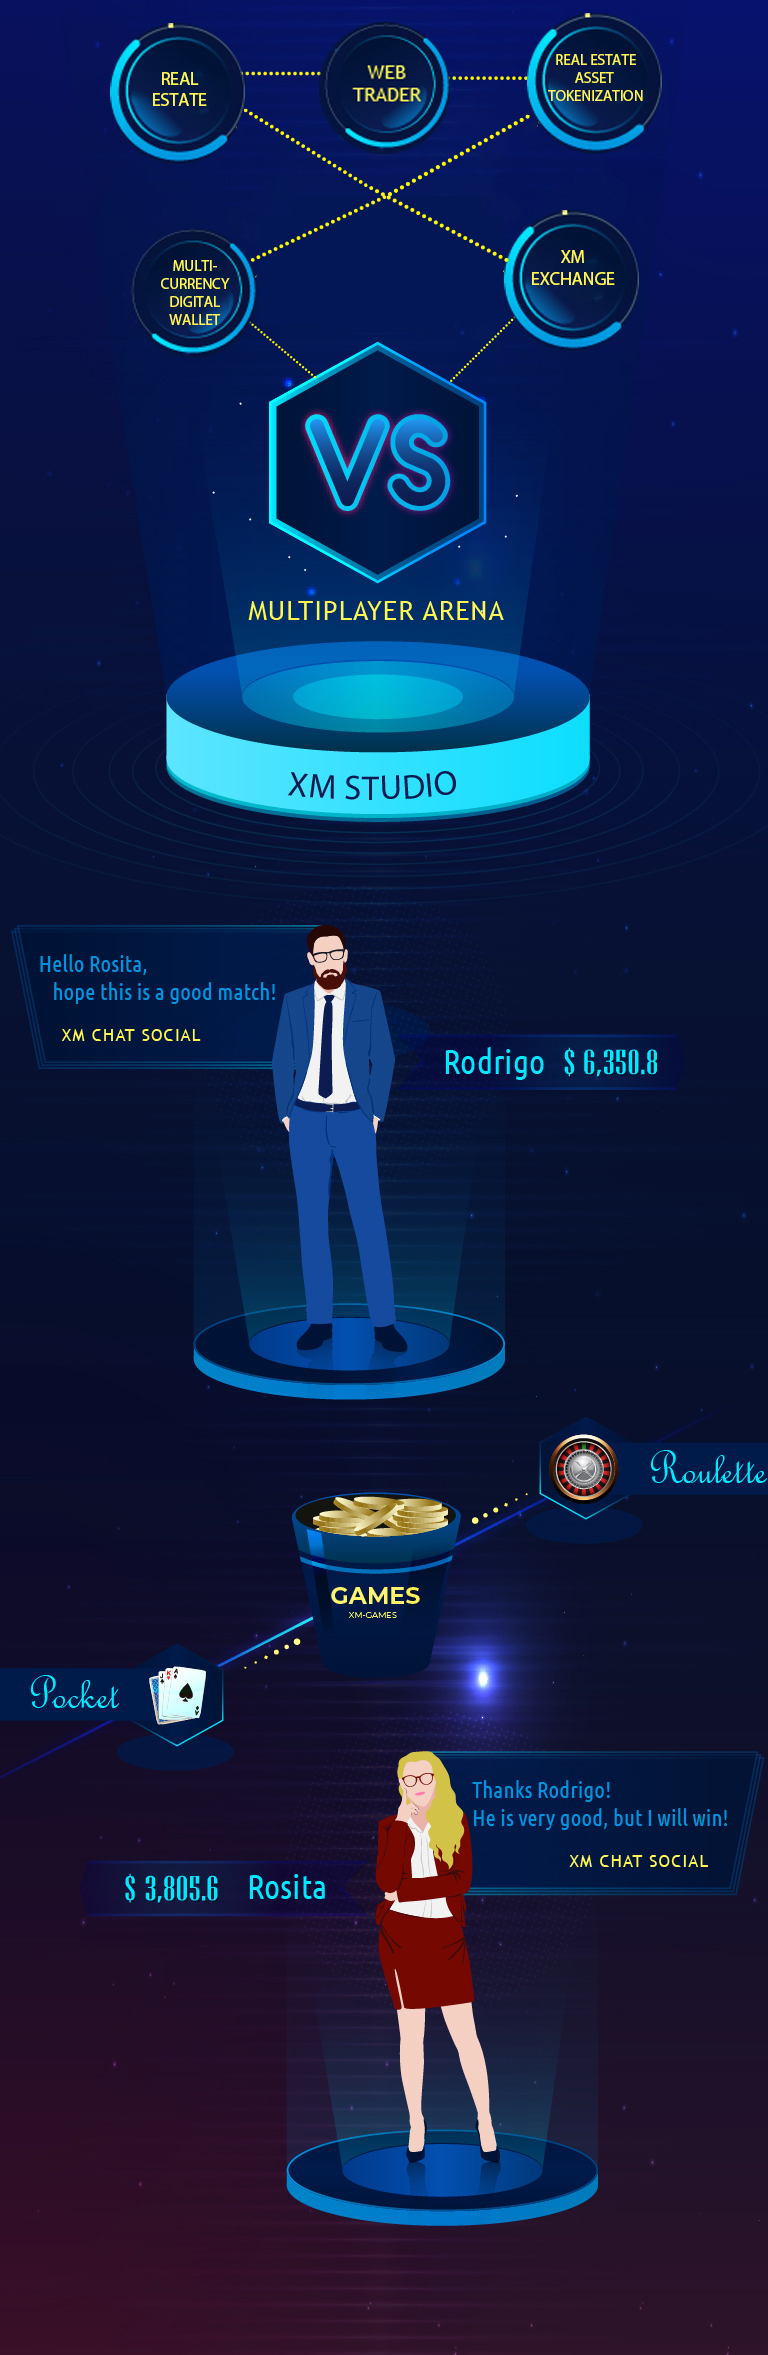 REAL
ESTATE
WEB
TRADER
REAL ESTATE
ASSET
TOKENIZATION
MULTI-
CURRENCY
DIGITAL
WALLET
XM
EXCHANGE
VS
MULTIPLAYER ARENA
XM STUDIO
Hello Rosita,
hope this is a good match!
XM CHAT SOCIAL
Rodrigo $ 6,350.8
Roulette
GAMES
XM-GAMES
Pocket
Thanks Rodrigo!
He is very good, but I will win!
XM CHAT SOCIAL
$ 3,805.6 Rosita